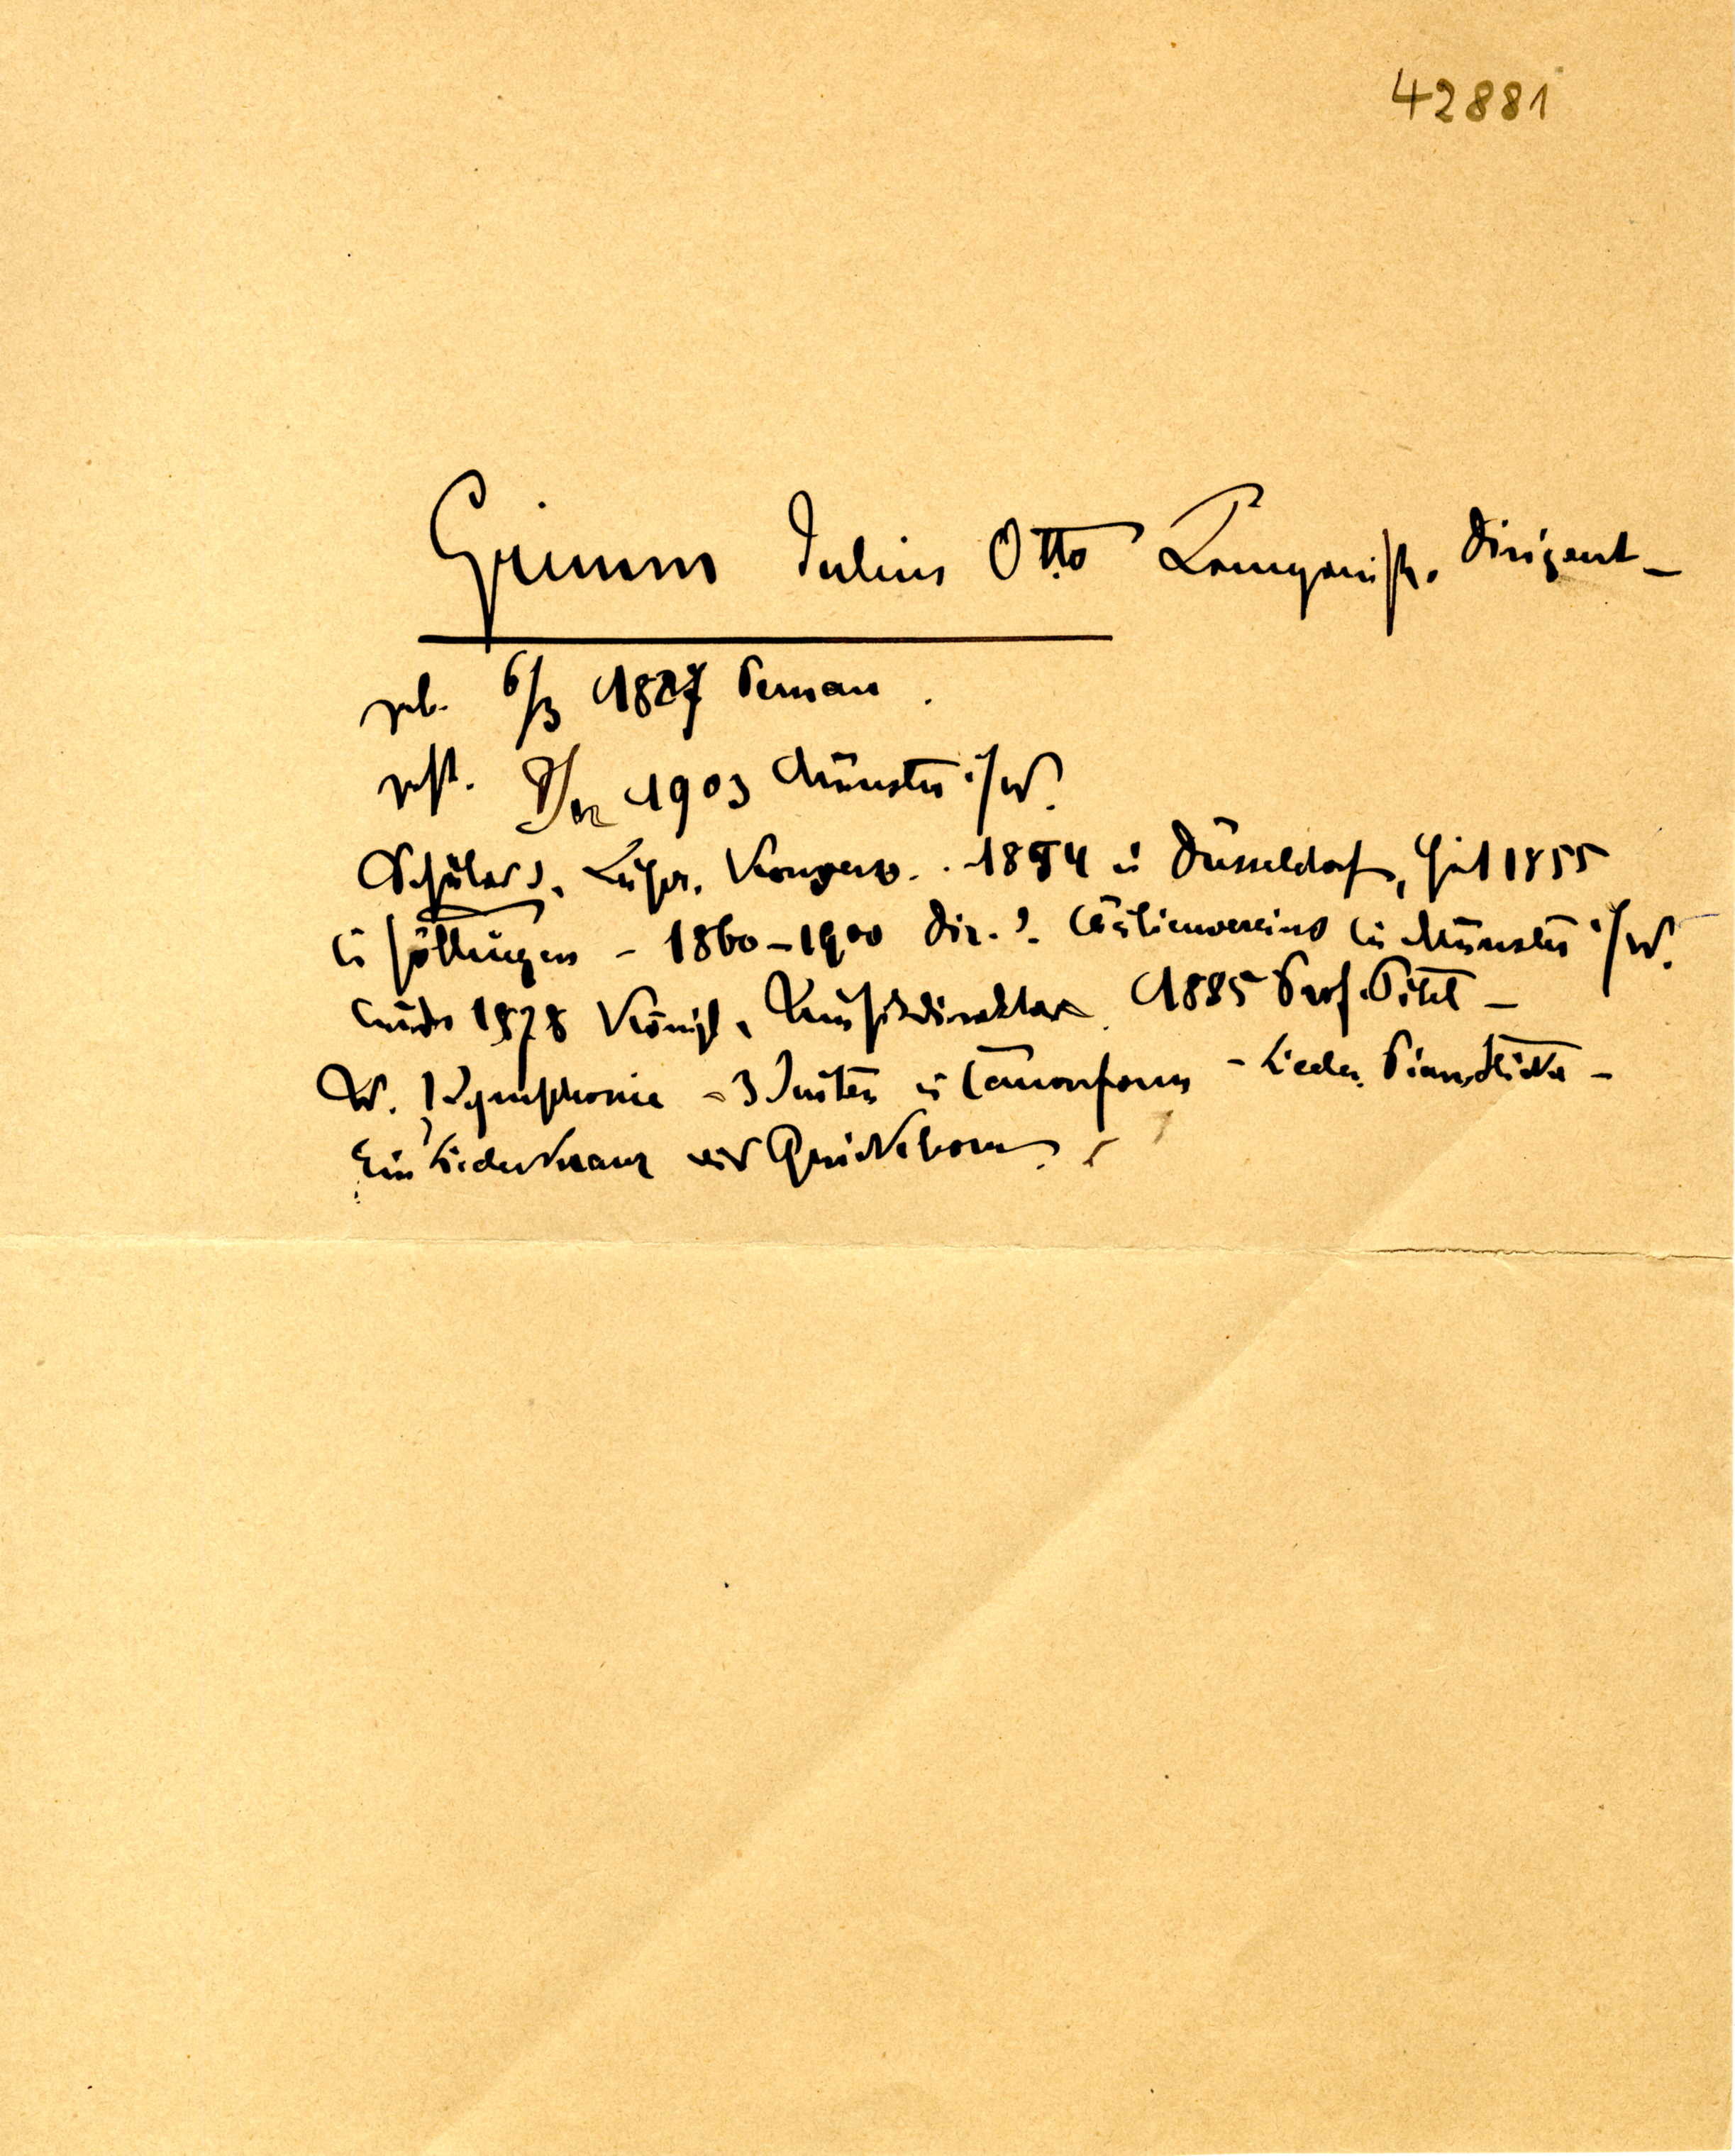 42881
Grimm Julius Otto Komponist. Dirigent –
geb. 6/3 1827 Pernau.
gest. 7/12 1903 Münster i/W.
Schüler d. Leipz. Konserv. . 1854 in Düsseldorf, seit 1855
in Göttingen – 1860–1900 Dir. d. Cäcilienvereins in Münster i/W.
wurde 1878 Königl. Musikdirektor. 1885 Prof. Titel –
W. 1 Symphonie – 3 Suiten in Canonform – Lieder, Pianostücke –
Ein Liederkranz aus Quickborn.